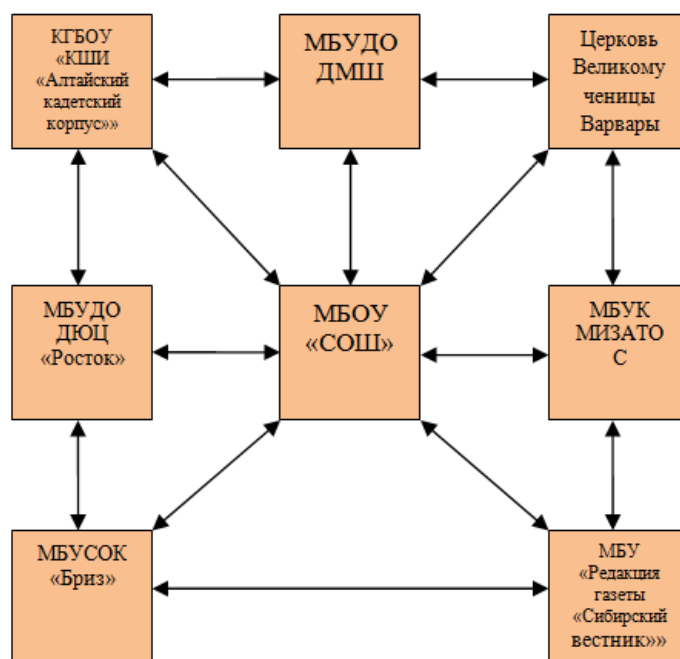 КГБОУ
«КШИ
«Алтайский
кадетский
корпус»»
МБУДО
ДМШ
Церковь
Великому
ченицы
Варвары
МБУДО
ДЮЦ
«Росток»
МБОУ
«СОШ»
МБУК
МИЗАТО
С
МБУСОК
«Бриз»
МБУ
«Редакция
газеты
«Сибирский
вестник»»